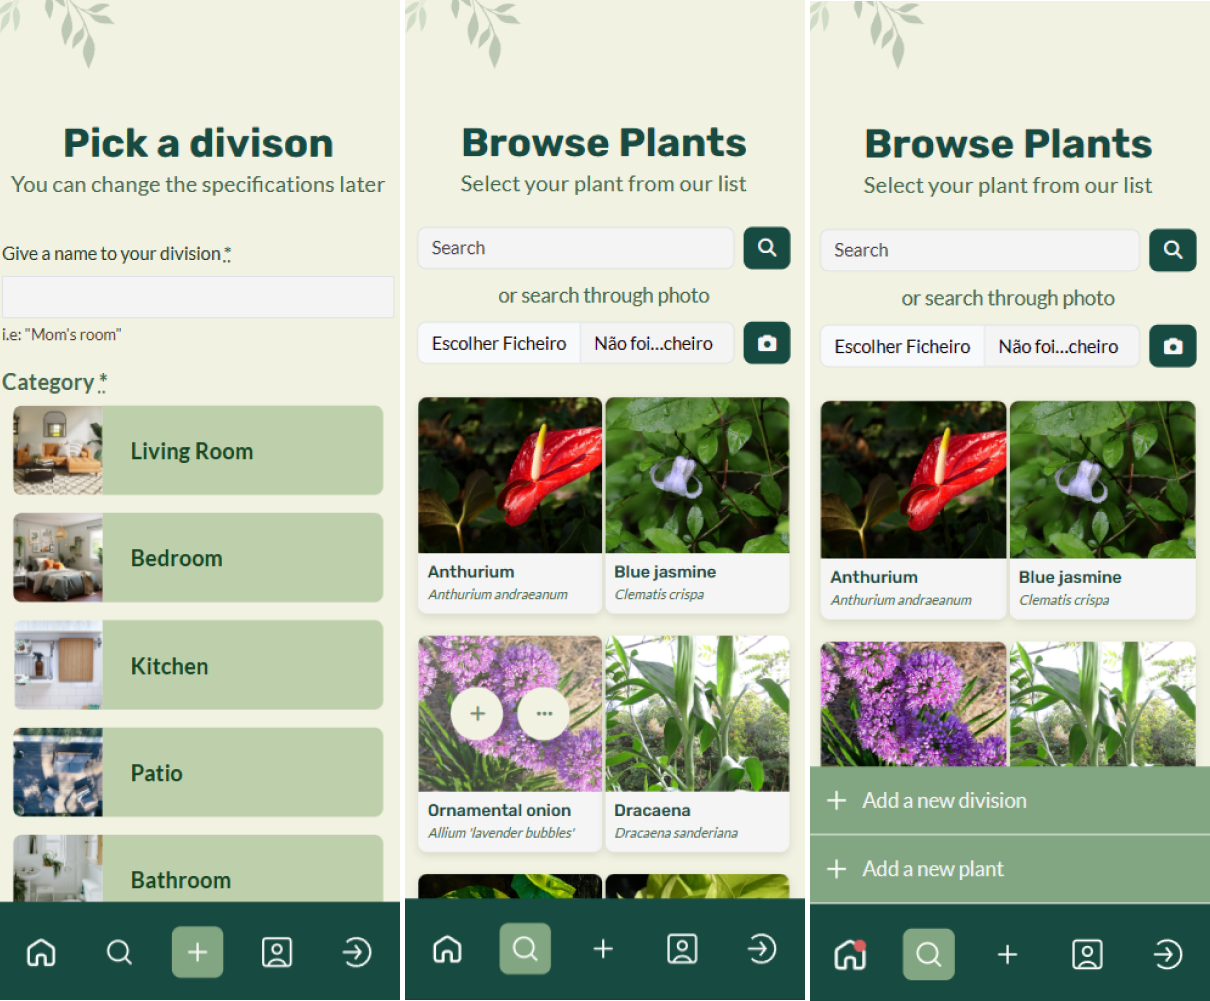 Pick a divison
You can change the specifications later
Give a name to your division *
i.e: "Mom's room"
Category *
Living Room
Bedroom
Kitchen
Patio
Bathroom
Browse Plants
Select your plant from our list
Search
or search through photo
Escolher Ficheiro Não foi...cheiro
Anthurium
Anthurium andraeanum
Blue jasmine
Clematis crispa
Ornamental onion
Allium 'lavender bubbles'
Dracaena
Dracaena sanderiana
Browse Plants
Select your plant from our list
Search
or search through photo
Escolher Ficheiro Não foi...cheiro
Anthurium
Anthurium andraeanum
Blue jasmine
Clematis crispa
Add a new division
Add a new plant